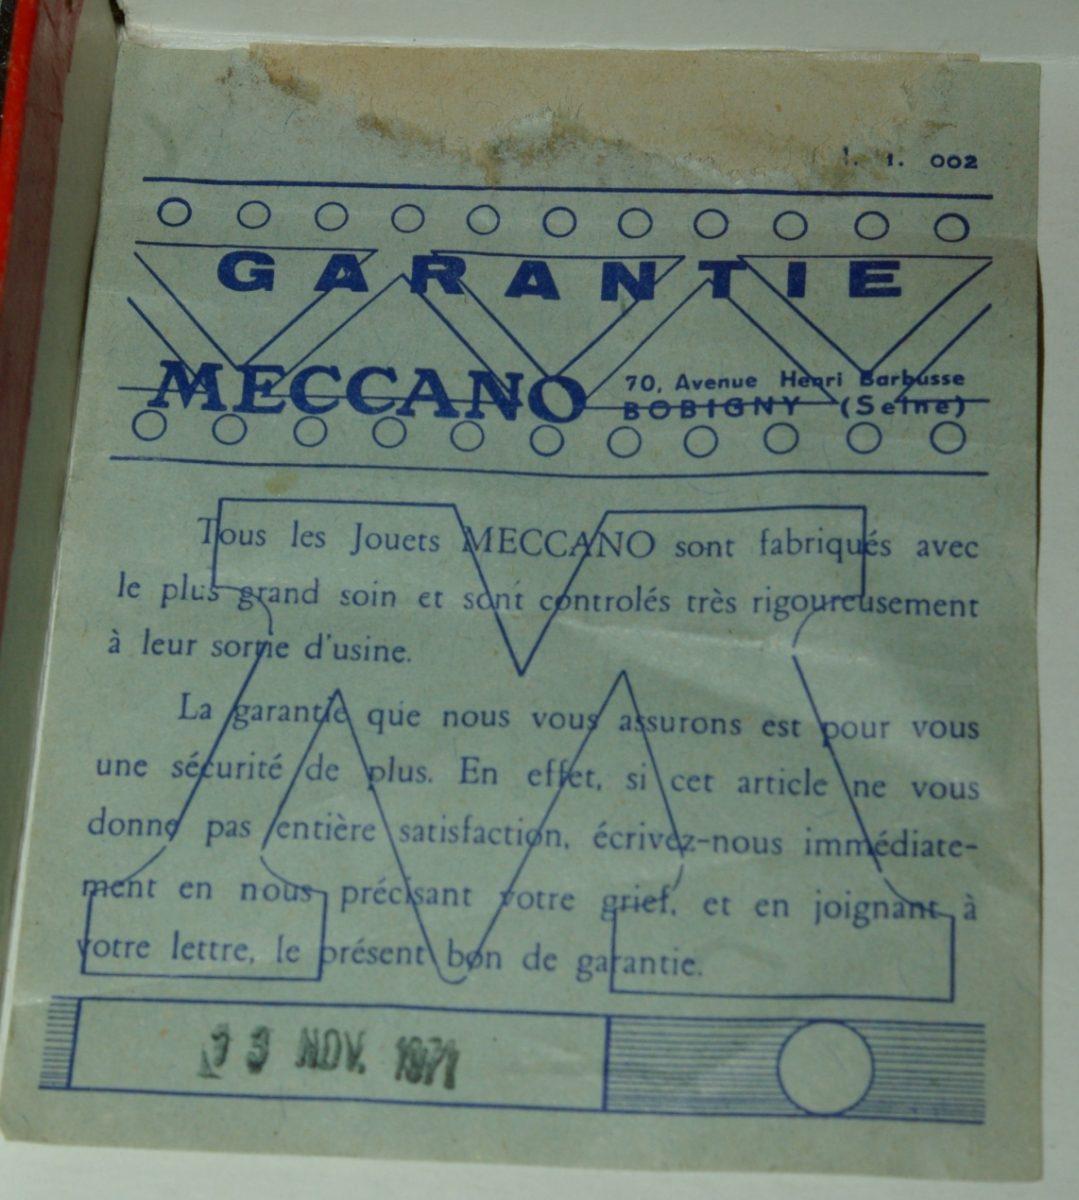 1. 002
GARANTIE
MECCANO 70, Avenue Henri Barbusse
BOBIGNY (Seine)
Tous les Jouets MECCANO sont fabriqués avec
le plus grand soin et sont controlés très rigoureusement
à leur sortie d'usine.
La garantie que nous vous assurons est pour vous
une sécurité de plus. En effet, si cet article ne vous
donne pas entière satisfaction, écrivez-nous immédiate-
ment en nous précisant votre grief, et en joignant à
votre lettre, le présent bon de garantie.
3 NOV. 1971